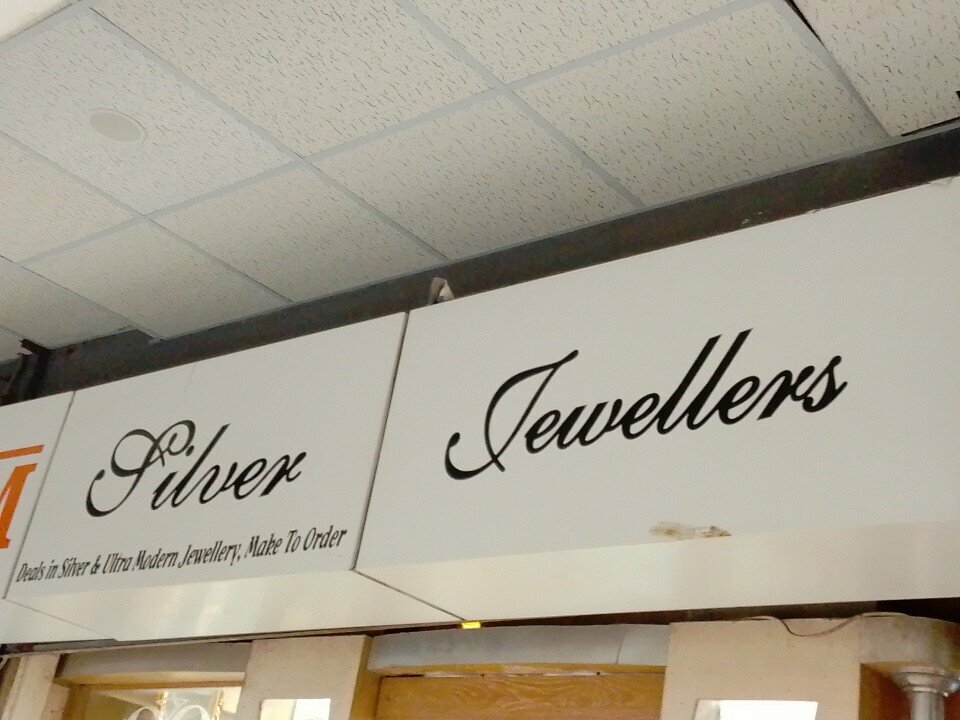 Silver Jewellers
Deals in Silver & Ultra Modern Jewellery, Make To Order